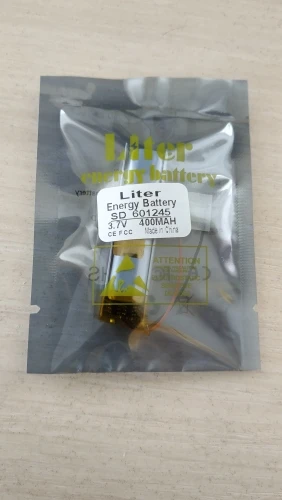 Liter
energy battery
Liter
Energy Battery
SD 601245
3.7V 400MAH
CE FCC Made in China
ATTENTION